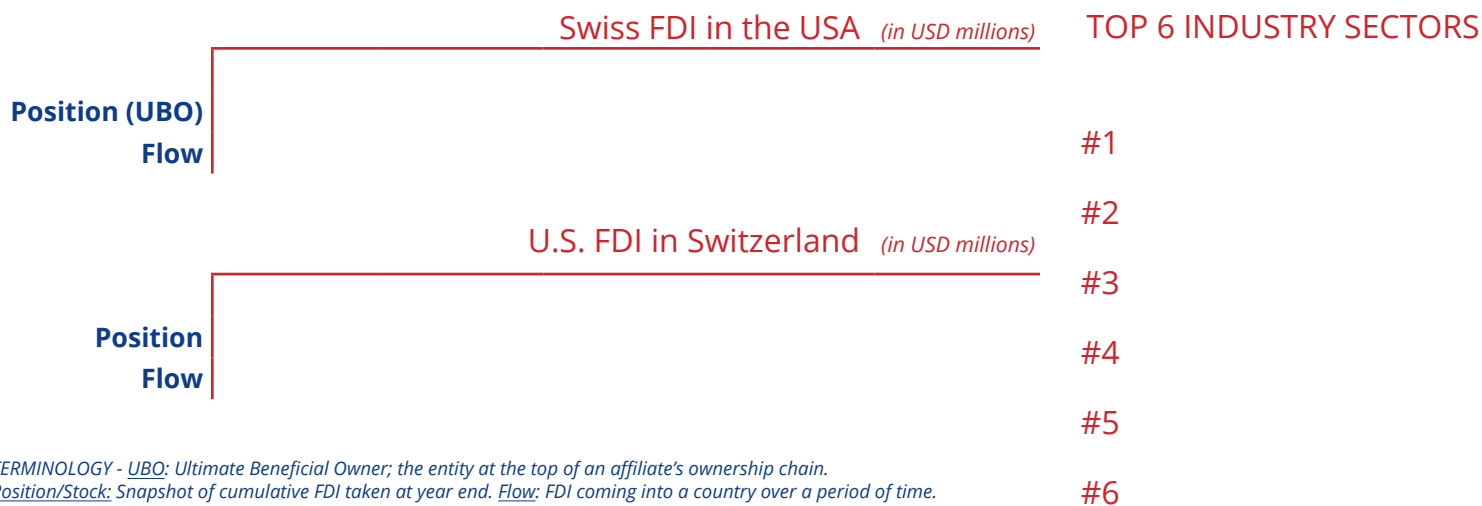 Swiss FDI in the USA (in USD millions)
Position (UBO)
Flow
U.S. FDI in Switzerland (in USD millions)
Position
Flow
TERMINOLOGY - UBO: Ultimate Beneficial Owner; the entity at the top of an affiliate's ownership chain.
Position/Stock: Snapshot of cumulative FDI taken at year end. Flow: FDI coming into a country over a period of time.
TOP 6 INDUSTRY SECTORS
#1
#2
#3
#4
#5
#6